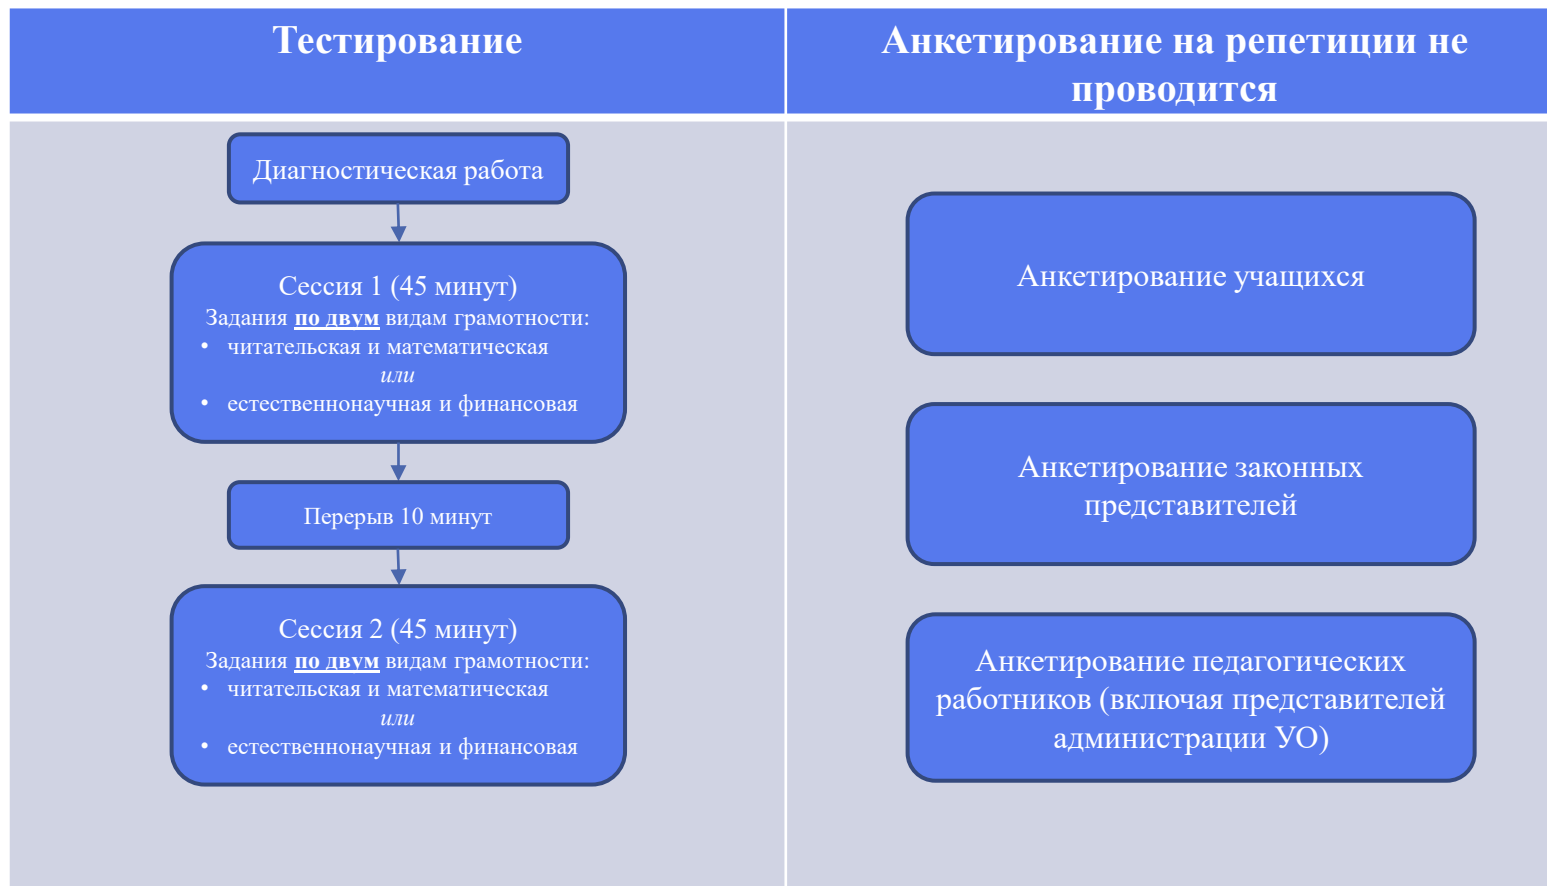 Тестирование
Анкетирование на репетиции не
проводится
Диагностическая работа
Сессия 1 (45 минут)
Задания по двум видам грамотности:
• читательская и математическая
или
• естественнонаучная и финансовая
Перерыв 10 минут
Сессия 2 (45 минут)
Задания по двум видам грамотности:
• читательская и математическая
или
• естественнонаучная и финансовая
Анкетирование учащихся
Анкетирование законных
представителей
Анкетирование педагогических
работников (включая представителей
администрации УО)